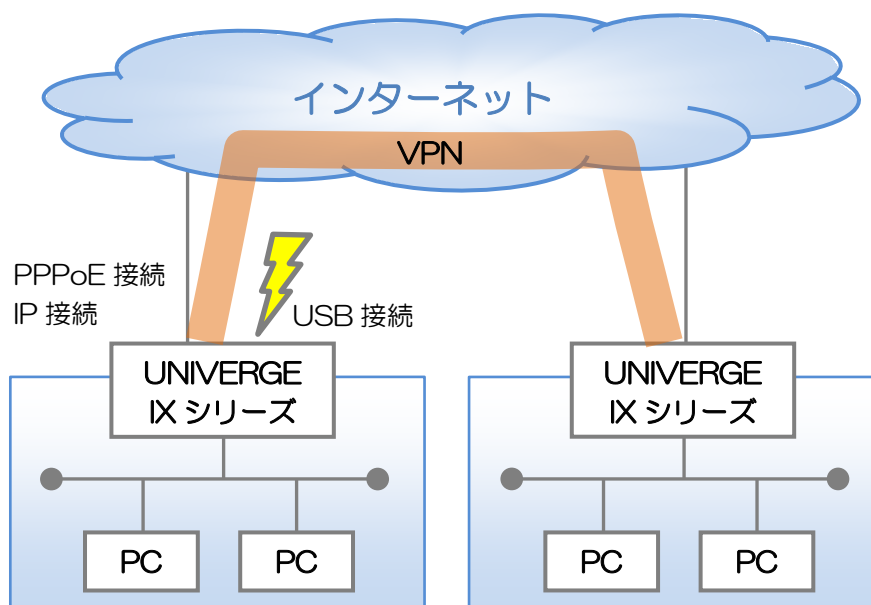 インターネット
VPN
PPPoE 接続
IP 接続
USB 接続
UNIVERGE
IX シリーズ
UNIVERGE
IX シリーズ
PC
PC
PC
PC